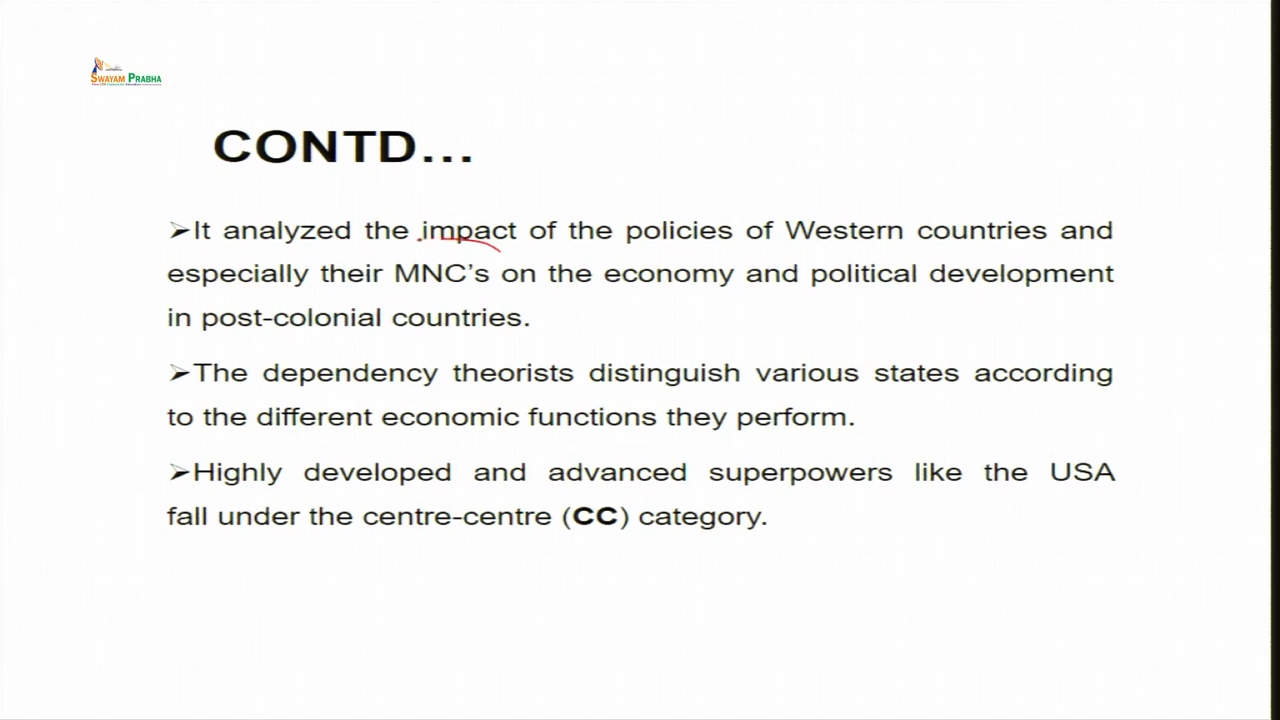 SWAYAM PRABHA
CONTD...
➢It analyzed the impact of the policies of Western countries and
especially their MNC's on the economy and political development
in post-colonial countries.
➢The dependency theorists distinguish various states according
to the different economic functions they perform.
➢Highly developed and advanced superpowers like the USA
fall under the centre-centre (CC) category.